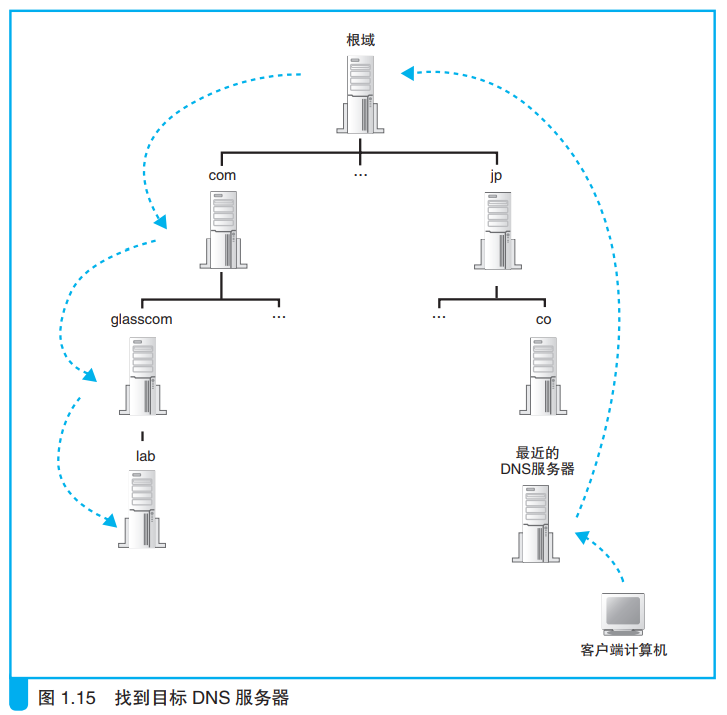 根域
com
…
jp
glasscom
…
…
co
lab
最近的
DNS服务器
客户端计算机
图 1.15 找到目标 DNS 服务器